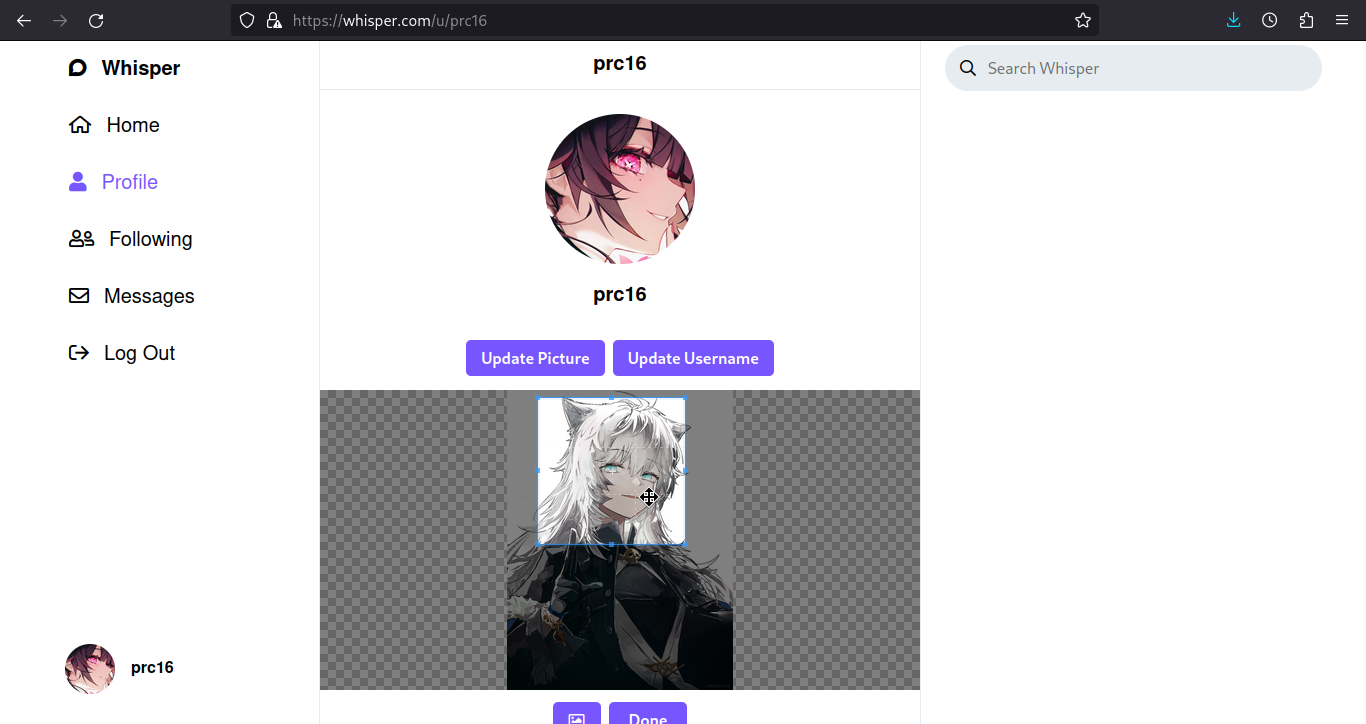 https://whisper.com/u/prc16
Whisper
Home
Profile
Following
Messages
Log Out
prc16
prc16
prc16
Update Picture
Update Username
Done
Search Whisper